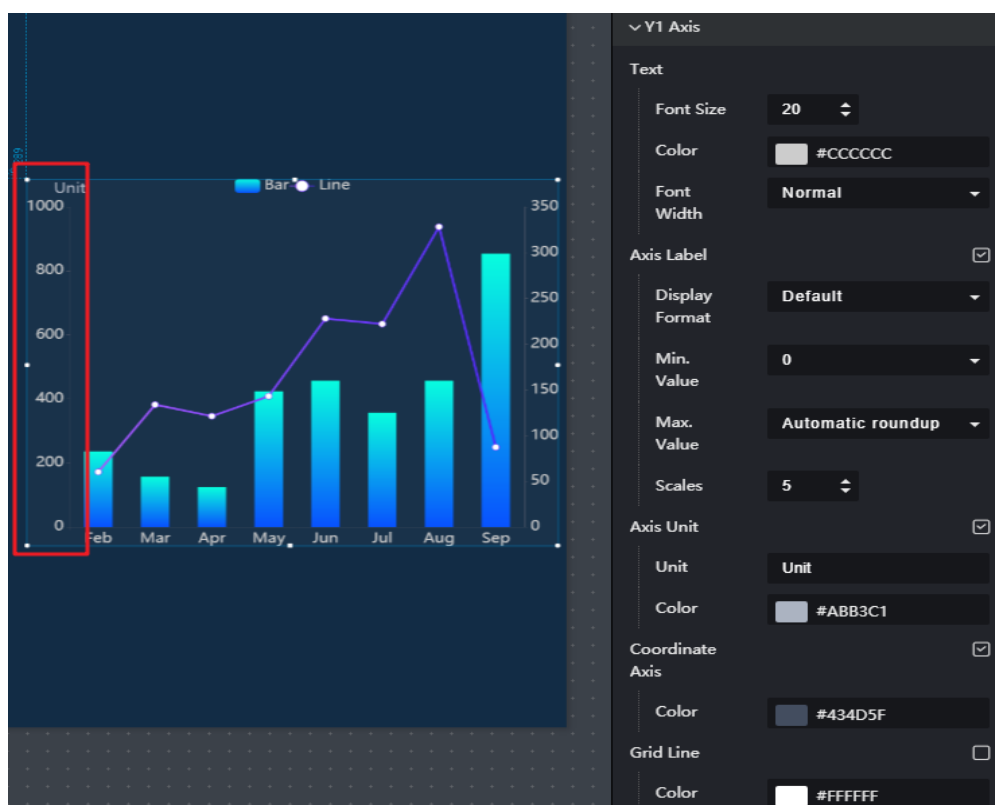 289
Unit
Bar Line
1000
800
600
400
200
0
350
300
250
200
150
100
50
0
Feb Mar Apr May Jun Jul Aug Sep
Y1 Axis
Text
Font Size 20
Color #CCCCCC
Font Width Normal
Axis Label
Display Format Default
Min. Value 0
Max. Value Automatic roundup
Scales 5
Axis Unit
Unit Unit
Color #ABB3C1
Coordinate Axis
Color #434D5F
Grid Line
Color #FFFFFF